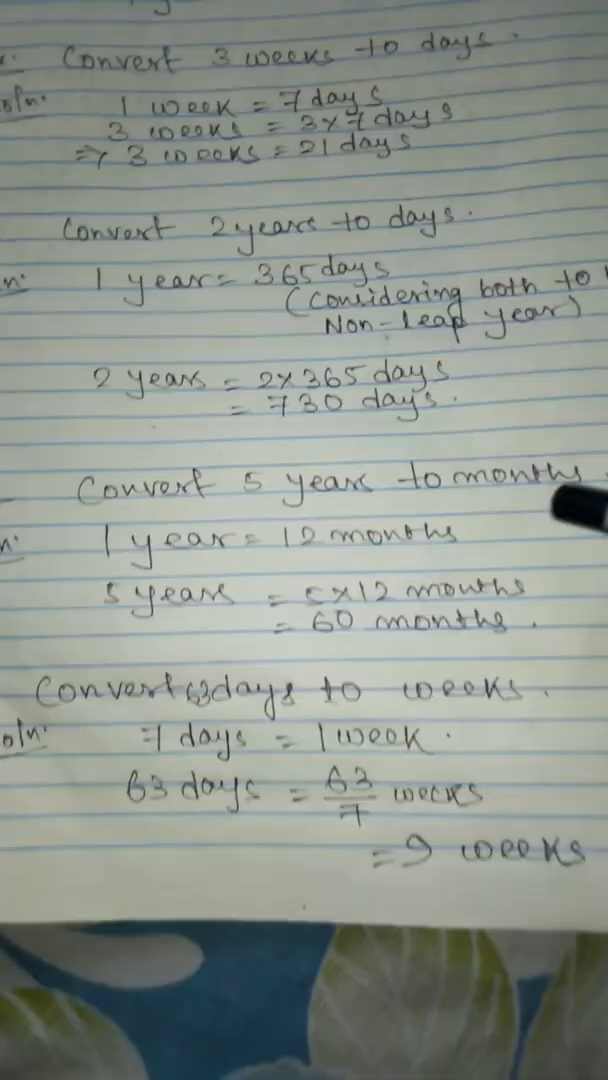 Convert 3 weeks to days.
soln:
1 week = 7 days
3 weeks = 3×7 days
⇒ 3 weeks = 21 days
Convert 2 years to days.
n: 1 year = 365 days
(Considering both to
Non-leap year)
2 years = 2×365 days
= 730 days.
Convert 5 years to months.
n: 1 year = 12 months
5 years = 5×12 months
= 60 months.
Convert 63 days to weeks.
oln: 7 days = 1 week.
63 days = 63/7 weeks
= 9 weeks